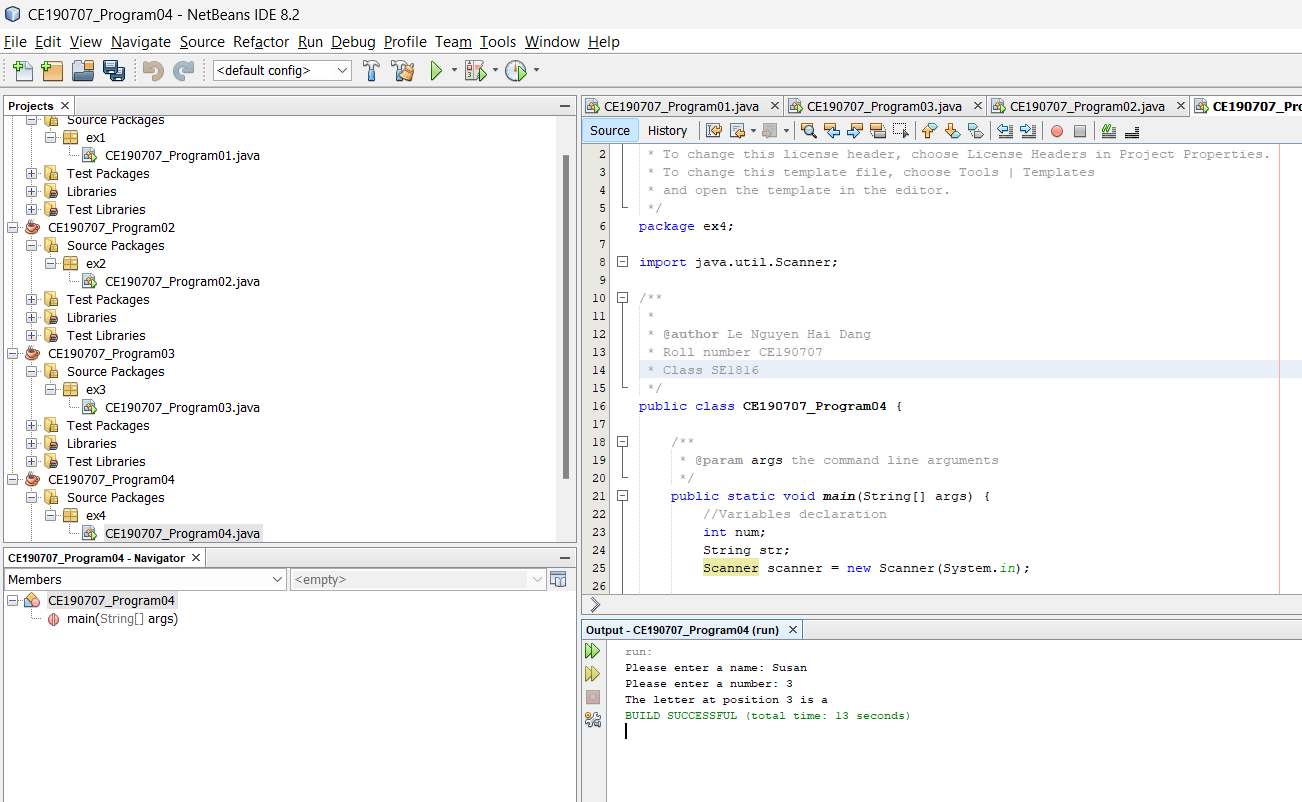 CE190707_Program04 - NetBeans IDE 8.2
File Edit View Navigate Source Refactor Run Debug Profile Team Tools Window Help
<default config>
Projects
Source Packages
ex1
CE190707_Program01.java
Test Packages
Libraries
Test Libraries
CE190707_Program02
Source Packages
ex2
CE190707_Program02.java
Test Packages
Libraries
Test Libraries
CE190707_Program03
Source Packages
ex3
CE190707_Program03.java
Test Packages
Libraries
Test Libraries
CE190707_Program04
Source Packages
ex4
CE190707_Program04.java
CE190707_Program04 - Navigator
Members <empty>
CE190707_Program04
main(String[] args)
CE190707_Program01.java CE190707_Program03.java CE190707_Program02.java CE190707_Pro
Source History
2 * To change this license header, choose License Headers in Project Properties.
3 * To change this template file, choose Tools | Templates
4 * and open the template in the editor.
5 */
6 package ex4;
7
8 import java.util.Scanner;
9
10 /**
11 *
12 * @author Le Nguyen Hai Dang
13 * Roll number CE190707
14 * Class SE1816
15 */
16 public class CE190707_Program04 {
17
18 /**
19 * @param args the command line arguments
20 */
21 public static void main(String[] args) {
22 //Variables declaration
23 int num;
24 String str;
25 Scanner scanner = new Scanner(System.in);
26
Output - CE190707_Program04 (run)
run:
Please enter a name: Susan
Please enter a number: 3
The letter at position 3 is a
BUILD SUCCESSFUL (total time: 13 seconds)